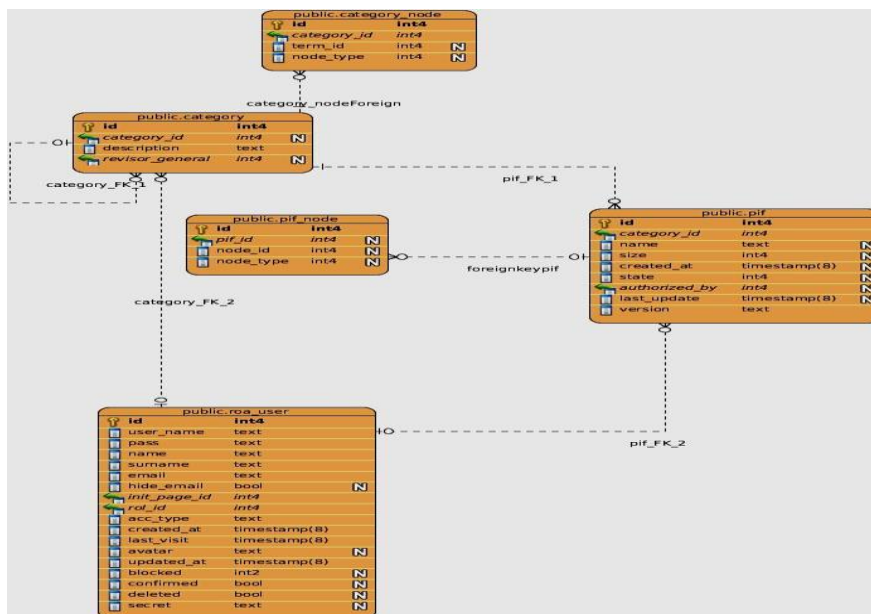 public.category_node
id int4
category_id int4
term_id int4 N
node_type int4 N
category_nodeForeign
public.category
id int4
category_id int4 N
description text
revisor_general int4 N
category_FK_1
pif_FK_1
public.pif_node
id int4
pif_id int4 N
node_id int4 N
node_type int4 N
foreignkeypif
public.pif
id int4
category_id int4
name text N
size int4 N
created_at timestamp(8) N
state int4 N
authorized_by int4 N
last_update timestamp(8) N
version text
category_FK_2
pif_FK_2
public.roa_user
id int4
user_name text
pass text
name text
surname text
email text
hide_email bool N
init_page_id int4
rol_id int4
acc_type text
created_at timestamp(8)
last_visit timestamp(8)
avatar text N
updated_at timestamp(8)
blocked int2 N
confirmed bool N
deleted bool N
secret text N